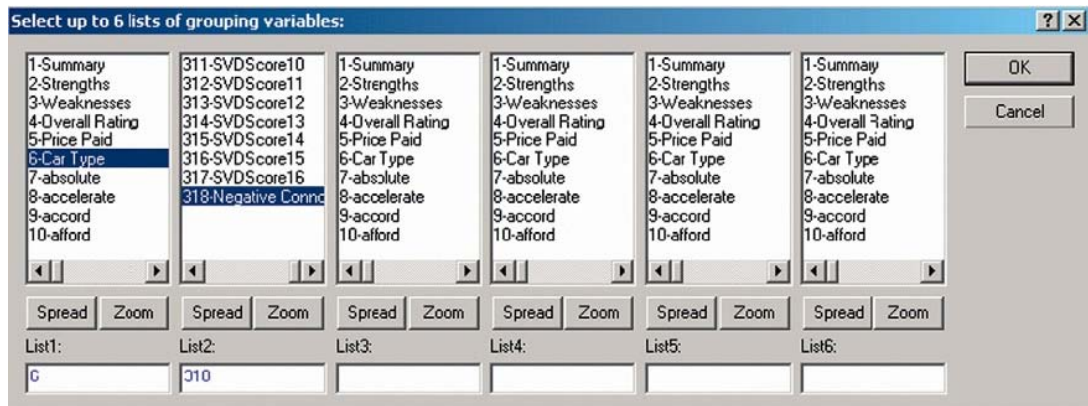 Select up to 6 lists of grouping variables:
1-Summary
2-Strengths
3-Weaknesses
4-Overall Rating
5-Price Paid
6-Car Type
7-absolute
8-accelerate
9-accord
10-afford
311-SVDScore10
312-SVDScore11
313-SVDScore12
314-SVDScore13
315-SVDScore14
316-SVDScore15
317-SVDScore16
318-Negative Conno
1-Summary
2-Strengths
3-Weaknesses
4-Overall Rating
5-Price Paid
6-Car Type
7-absolute
8-accelerate
9-accord
10-afford
1-Summary
2-Strengths
3-Weaknesses
4-Overall Rating
5-Price Paid
6-Car Type
7-absolute
8-accelerate
9-accord
10-afford
1-Summary
2-Strengths
3-Weaknesses
4-Overall Rating
5-Price Paid
6-Car Type
7-absolute
8-accelerate
9-accord
10-afford
1-Summary
2-Strengths
3-Weaknesses
4-Overall Rating
5-Price Paid
6-Car Type
7-absolute
8-accelerate
9-accord
10-afford
OK
Cancel
Spread Zoom Spread Zoom Spread Zoom Spread Zoom Spread Zoom Spread Zoom
List1: List2: List3: List4: List5: List6: